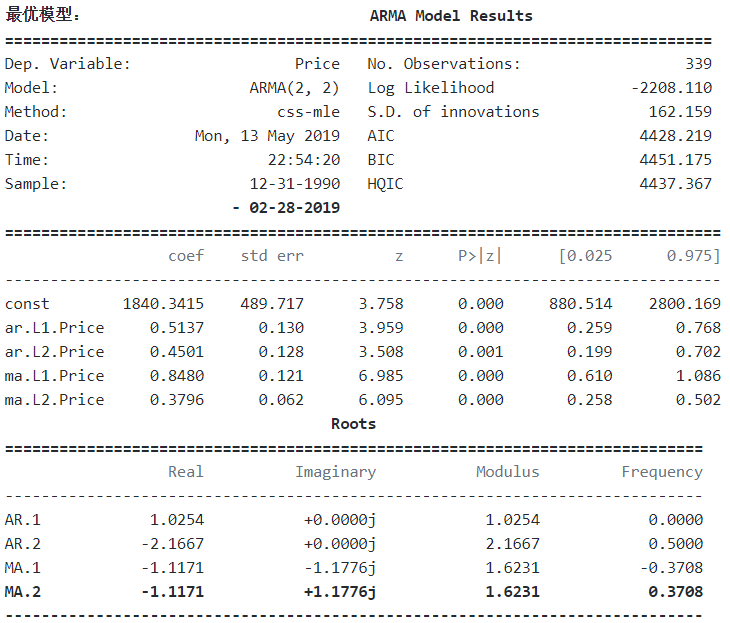 最优模型： ARMA Model Results
==============================================================================
Dep. Variable: Price No. Observations: 339
Model: ARMA(2, 2) Log Likelihood -2208.110
Method: css-mle S.D. of innovations 162.159
Date: Mon, 13 May 2019 AIC 4428.219
Time: 22:54:20 BIC 4451.175
Sample: 12-31-1990 HQIC 4437.367
- 02-28-2019
===============================================================================
coef std err z P>|z| [0.025 0.975]
-------------------------------------------------------------------------------
const 1840.3415 489.717 3.758 0.000 880.514 2800.169
ar.L1.Price 0.5137 0.130 3.959 0.000 0.259 0.768
ar.L2.Price 0.4501 0.128 3.508 0.001 0.199 0.702
ma.L1.Price 0.8480 0.121 6.985 0.000 0.610 1.086
ma.L2.Price 0.3796 0.062 6.095 0.000 0.258 0.502
Roots
=============================================================================
Real Imaginary Modulus Frequency
-----------------------------------------------------------------------------
AR.1 1.0254 +0.0000j 1.0254 0.0000
AR.2 -2.1667 +0.0000j 2.1667 0.5000
MA.1 -1.1171 -1.1776j 1.6231 -0.3708
MA.2 -1.1171 +1.1776j 1.6231 0.3708
-----------------------------------------------------------------------------